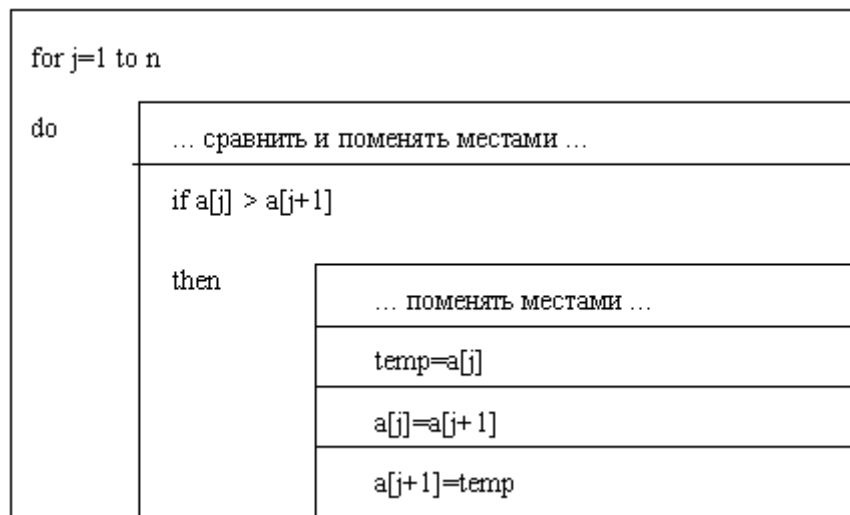 for j=1 to n
do
... сравнить и поменять местами ...
if a[j] > a[j+1]
then
... поменять местами ...
temp=a[j]
a[j]=a[j+1]
a[j+1]=temp